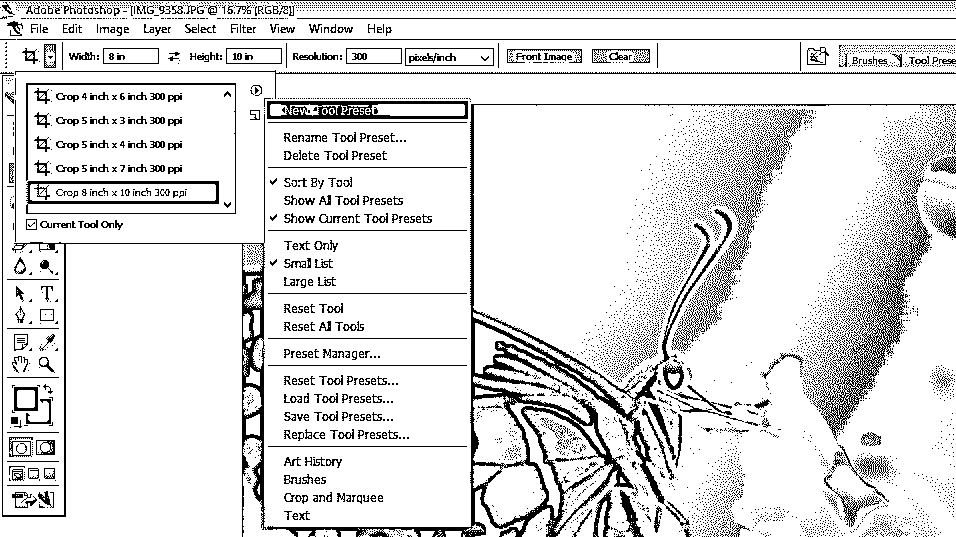 Adobe Photoshop - [IMG_9358.JPG @ 16.7% (RGB/8)]
File Edit Image Layer Select Filter View Window Help
Width: 8 in Height: 10 in Resolution: 300 pixels/inch Front Image Clear Brushes Tool Prese
Crop 4 inch x 6 inch 300 ppi
Crop 5 inch x 3 inch 300 ppi
Crop 5 inch x 4 inch 300 ppi
Crop 5 inch x 7 inch 300 ppi
Crop 8 inch x 10 inch 300 ppi
Current Tool Only
New Tool Preset
Rename Tool Preset...
Delete Tool Preset
Sort By Tool
Show All Tool Presets
Show Current Tool Presets
Text Only
Small List
Large List
Reset Tool
Reset All Tools
Preset Manager...
Reset Tool Presets...
Load Tool Presets...
Save Tool Presets...
Replace Tool Presets...
Art History
Brushes
Crop and Marquee
Text